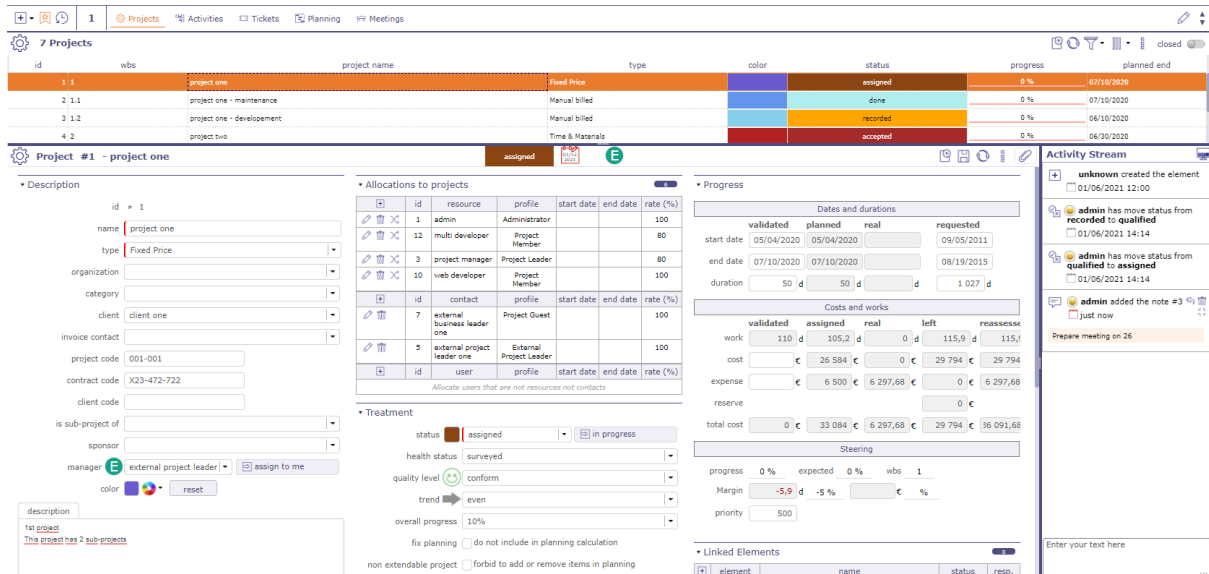 1 Projects Activities Tickets Planning Meetings
7 Projects closed
id wbs project name type color status progress planned end
1 1 project one Fixed Price assigned 0 % 07/10/2020
2 1.1 project one - maintenance Manual billed done 0 % 07/10/2020
3 1.2 project one - developement Manual billed recorded 0 % 06/10/2020
4 2 project two Time & Materials accepted 0 % 06/30/2020
Project #1 - project one assigned E
Description
id # 1
name project one
type Fixed Price
organization
category
client client one
invoice contact
project code 001-001
contract code X23-472-722
client code
is sub-project of
sponsor
manager E external project leader assign to me
color reset
description
1st project
This project has 2 sub-projects
Allocations to projects 6
id resource profile start date end date rate (%)
1 admin Administrator 100
12 multi developer Project Member 80
3 project manager Project Leader 80
10 web developer Project Member 100
id contact profile start date end date rate (%)
7 external business leader one Project Guest 100
5 external project leader one External Project Leader 100
id user profile start date end date rate (%)
Allocate users that are not resources not contacts
Treatment
status assigned in progress
health status surveyed
quality level conform
trend even
overall progress 10%
fix planning do not include in planning calculation
non extendable project forbid to add or remove items in planning
Progress
Dates and durations
validated planned real requested
start date 05/04/2020 05/04/2020 09/05/2011
end date 07/10/2020 07/10/2020 08/19/2015
duration 50 d 50 d d 1 027 d
Costs and works
validated assigned real left reassesse
work 110 d 105,2 d 0 d 115,9 d 115,9
cost € 26 584 € 0 € 29 794 € 29 794
expense € 6 500 € 6 297,68 € 0 € 6 297,68
reserve 0 €
total cost 0 € 33 084 € 6 297,68 € 29 794 € 36 091,68
Steering
progress 0 % expected 0 % wbs 1
Margin -5,9 d -5 % € %
priority 500
Linked Elements 0
element name status resp.
Activity Stream
unknown created the element
01/06/2021 12:00
admin has move status from
recorded to qualified
01/06/2021 14:14
admin has move status from
qualified to assigned
01/06/2021 14:14
admin added the note #3
just now
Prepare meeting on 26
Enter your text here